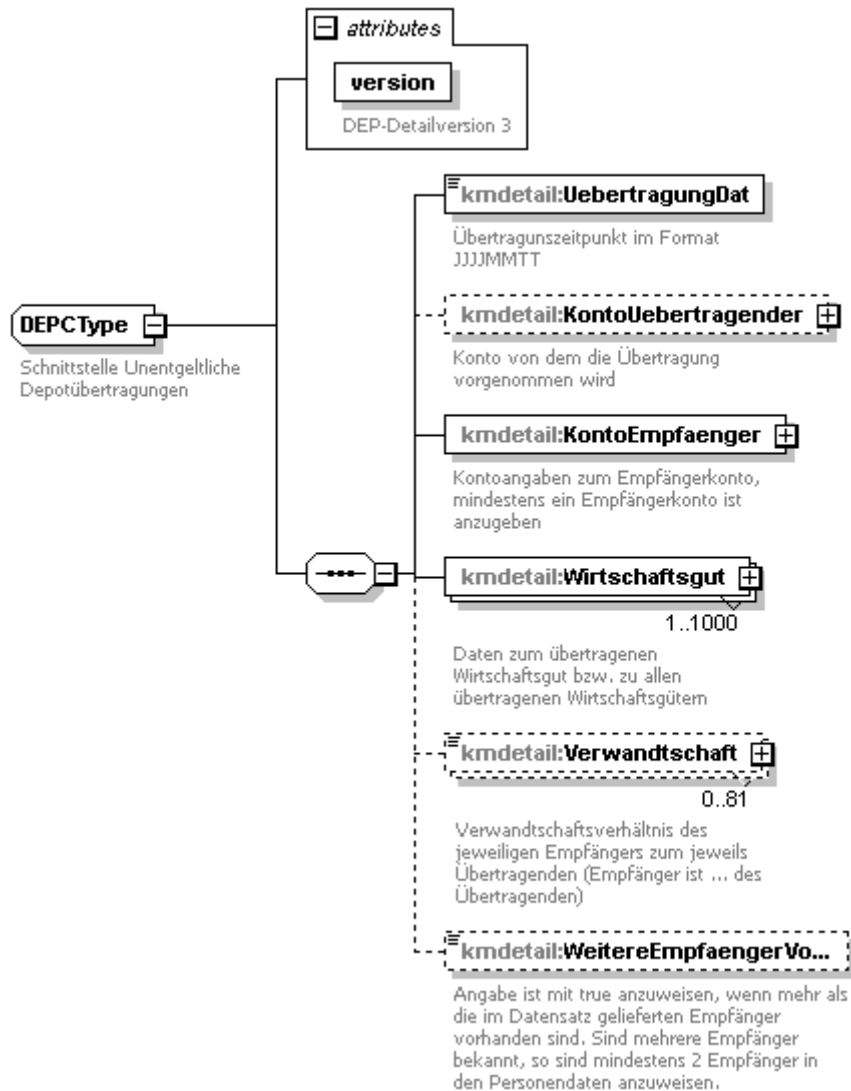 attributes
version
DEP-Detailversion 3
kmdetail:UebertragungDat
Übertragunszeitpunkt im Format
JJJJMMTT
DEPCType
Schnittstelle Unentgeltliche
Depotübertragungen
kmdetail:KontoUebertragender
Konto von dem die Übertragung
vorgenommen wird
kmdetail:KontoEmpfaenger
Kontoangaben zum Empfängerkonto,
mindestens ein Empfängerkonto ist
anzugeben
kmdetail:Wirtschaftsgut
1..1000
Daten zum übertragenen
Wirtschaftsgut bzw. zu allen
übertragenen Wirtschaftsgütern
kmdetail:Verwandtschaft
0..81
Verwandtschaftsverhältnis des
jeweiligen Empfängers zum jeweils
Übertragenden (Empfänger ist ... des
Übertragenden)
kmdetail:WeitereEmpfaengerVo...
Angabe ist mit true anzuweisen, wenn mehr als
die im Datensatz gelieferten Empfänger
vorhanden sind. Sind mehrere Empfänger
bekannt, so sind mindestens 2 Empfänger in
den Personendaten anzuweisen.